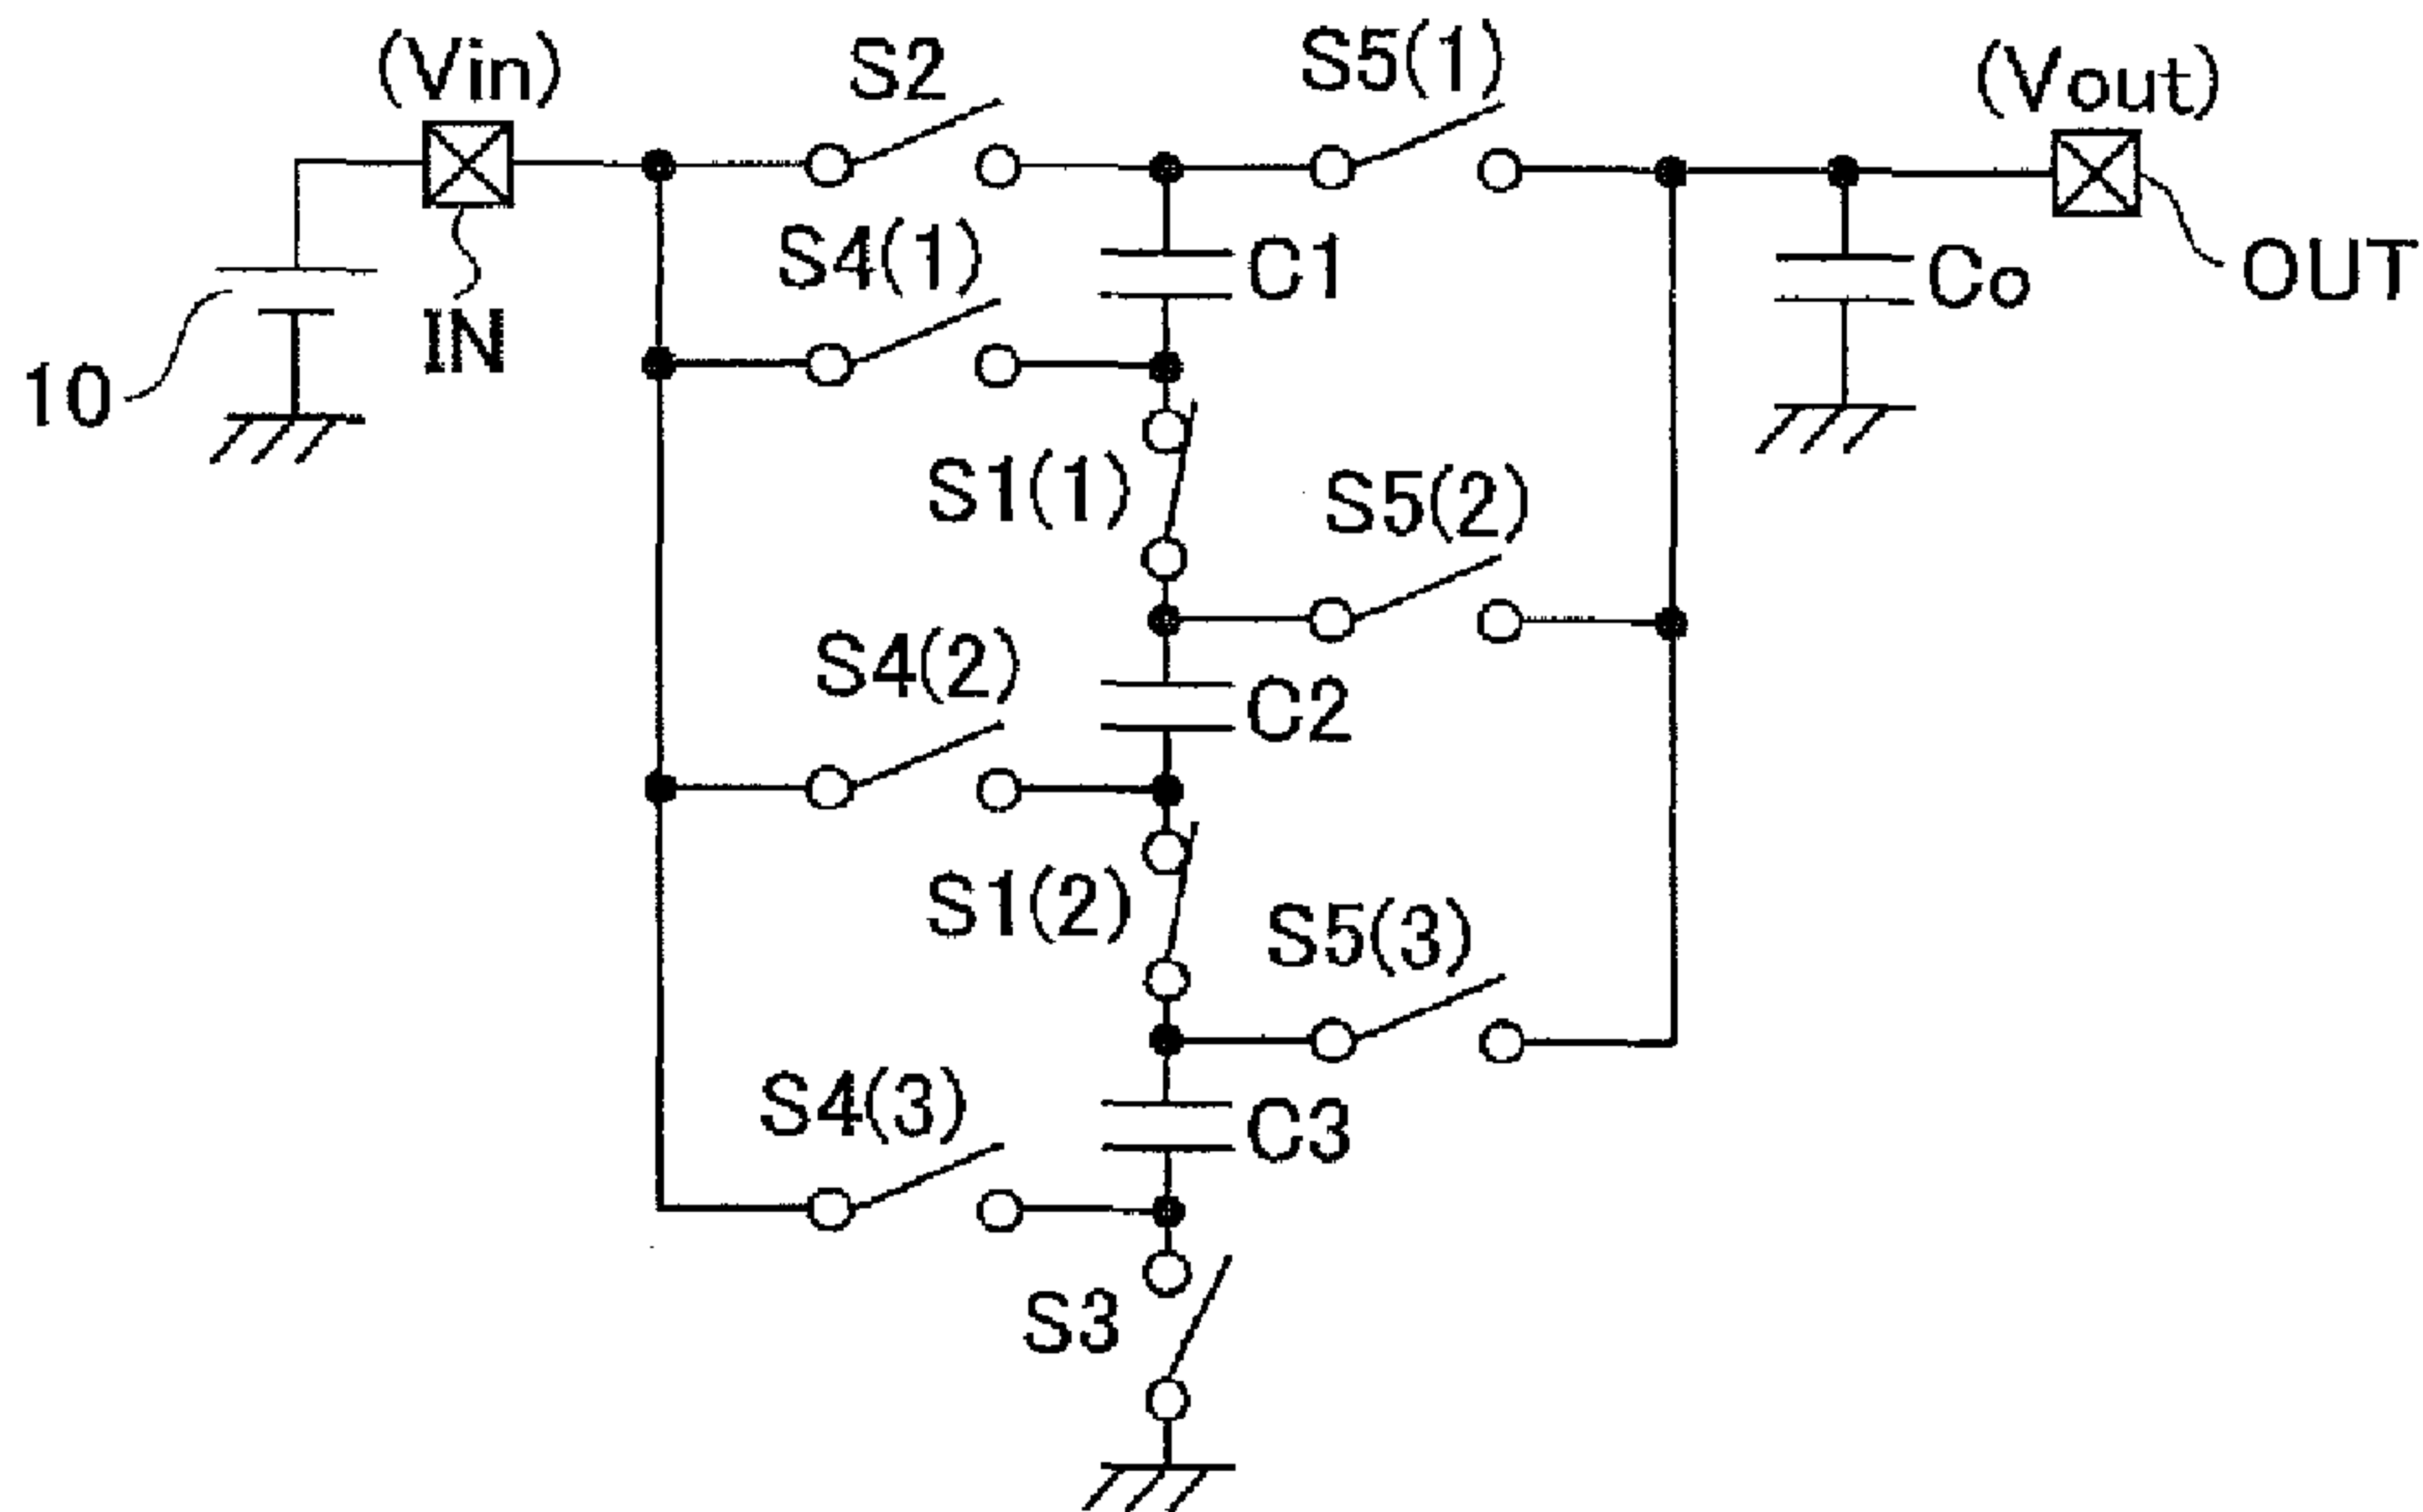 (Vin)
S2
S5(1)
(Vout)
S4(1)
C1
Co
OUT
IN
10
S1(1)
S5(2)
S4(2)
C2
S1(2)
S5(3)
S4(3)
C3
S3